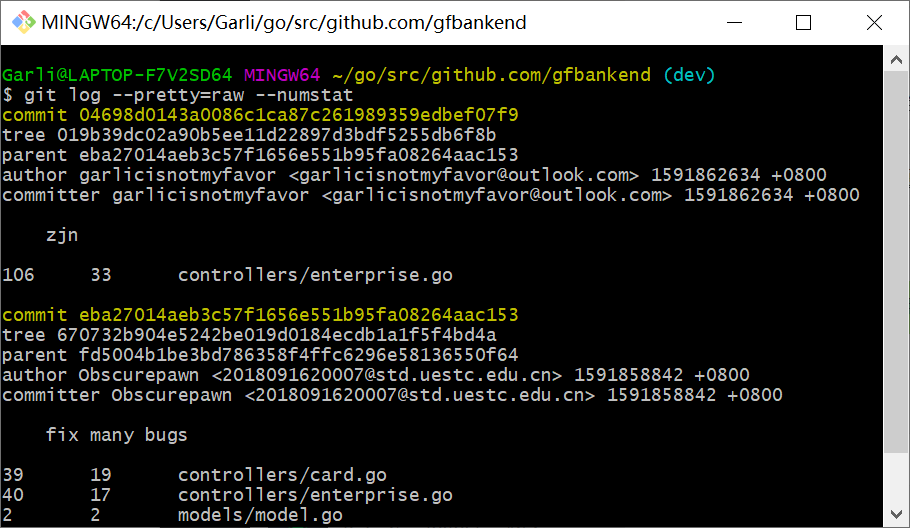 MINGW64:/c/Users/Garli/go/src/github.com/gfbankend
Garli@LAPTOP-F7V2SD64 MINGW64 ~/go/src/github.com/gfbankend (dev)
$ git log --pretty=raw --numstat
commit 04698d0143a0086c1ca87c261989359edbef07f9
tree 019b39dc02a90b5ee11d22897d3bdf5255db6f8b
parent eba27014aeb3c57f1656e551b95fa08264aac153
author garlicisnotmyfavor <garlicisnotmyfavor@outlook.com> 1591862634 +0800
committer garlicisnotmyfavor <garlicisnotmyfavor@outlook.com> 1591862634 +0800
zjn
106 33 controllers/enterprise.go
commit eba27014aeb3c57f1656e551b95fa08264aac153
tree 670732b904e5242be019d0184ecdb1a1f5f4bd4a
parent fd5004b1be3bd786358f4ffc6296e58136550f64
author Obscurepawn <2018091620007@std.uestc.edu.cn> 1591858842 +0800
committer Obscurepawn <2018091620007@std.uestc.edu.cn> 1591858842 +0800
fix many bugs
39 19 controllers/card.go
40 17 controllers/enterprise.go
2 2 models/model.go